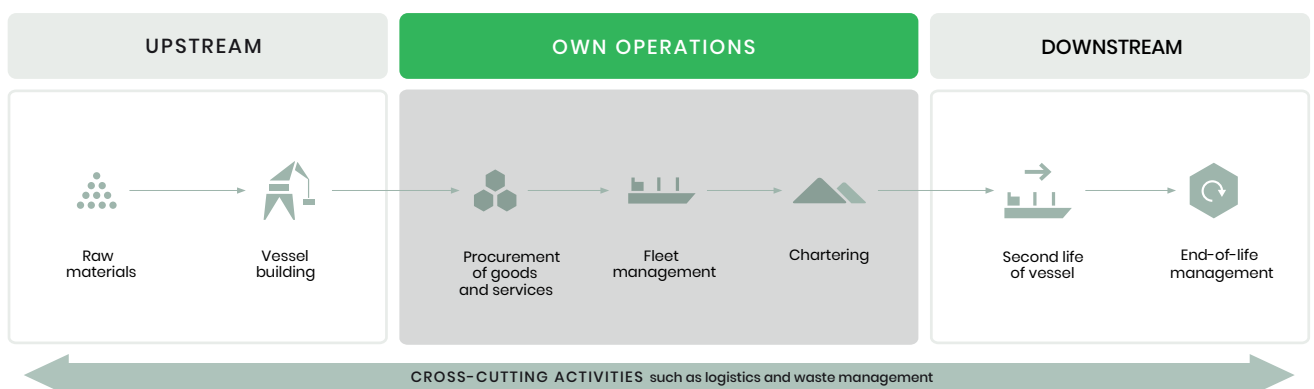 UPSTREAM
OWN OPERATIONS
DOWNSTREAM
Raw
materials
Vessel
building
Procurement
of goods
and services
Fleet
management
Chartering
Second life
of vessel
End-of-life
management
CROSS-CUTTING ACTIVITIES such as logistics and waste management